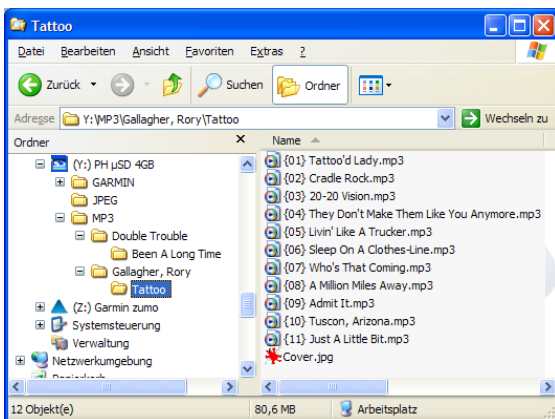 Tattoo
Datei Bearbeiten Ansicht Favoriten Extras ?
Zurück Suchen Ordner
Adresse Y:\MP3\Gallagher, Rory\Tattoo Wechseln zu
Ordner
(Y:) PH µSD 4GB
GARMIN
JPEG
MP3
Double Trouble
Been A Long Time
Gallagher, Rory
Tattoo
(Z:) Garmin zumo
Systemsteuerung
Verwaltung
Netzwerkumgebung
Papierkorb
Name
{01} Tattoo'd Lady.mp3
{02} Cradle Rock.mp3
{03} 20-20 Vision.mp3
{04} They Don't Make Them Like You Anymore.mp3
{05} Livin' Like A Trucker.mp3
{06} Sleep On A Clothes-Line.mp3
{07} Who's That Coming.mp3
{08} A Million Miles Away.mp3
{09} Admit It.mp3
{10} Tuscon, Arizona.mp3
{11} Just A Little Bit.mp3
Cover.jpg
12 Objekt(e) 80,6 MB Arbeitsplatz